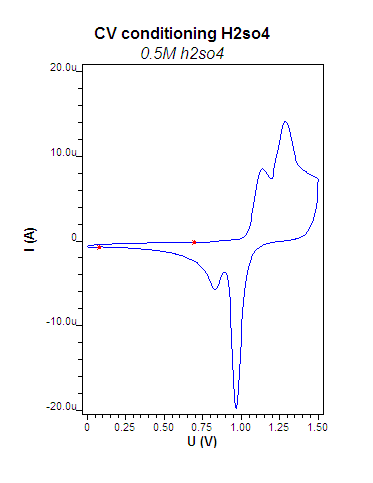 CV conditioning H2so4
0.5M h2so4
20.0u
10.0u
0
-10.0u
-20.0u
I (A)
0 0.25 0.50 0.75 1.00 1.25 1.50
U (V)